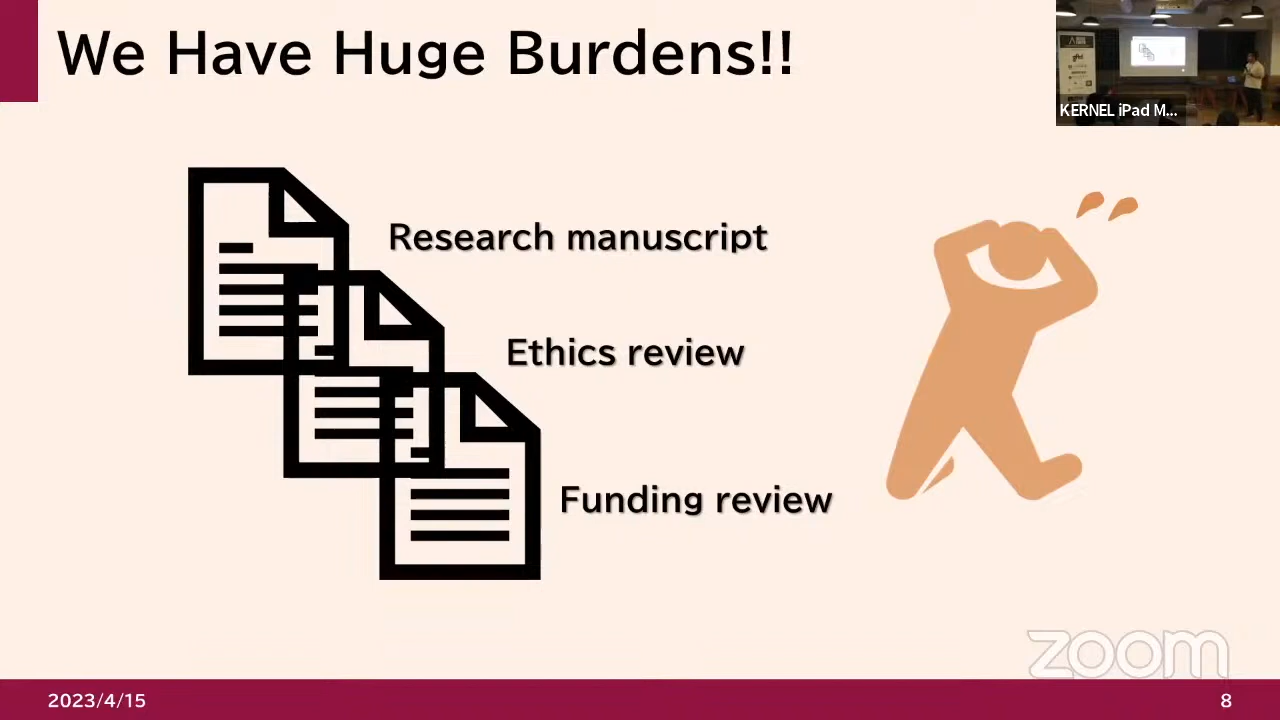 We Have Huge Burdens!!
KERNEL iPad M...
Research manuscript
Ethics review
Funding review
zoom
2023/4/15
8